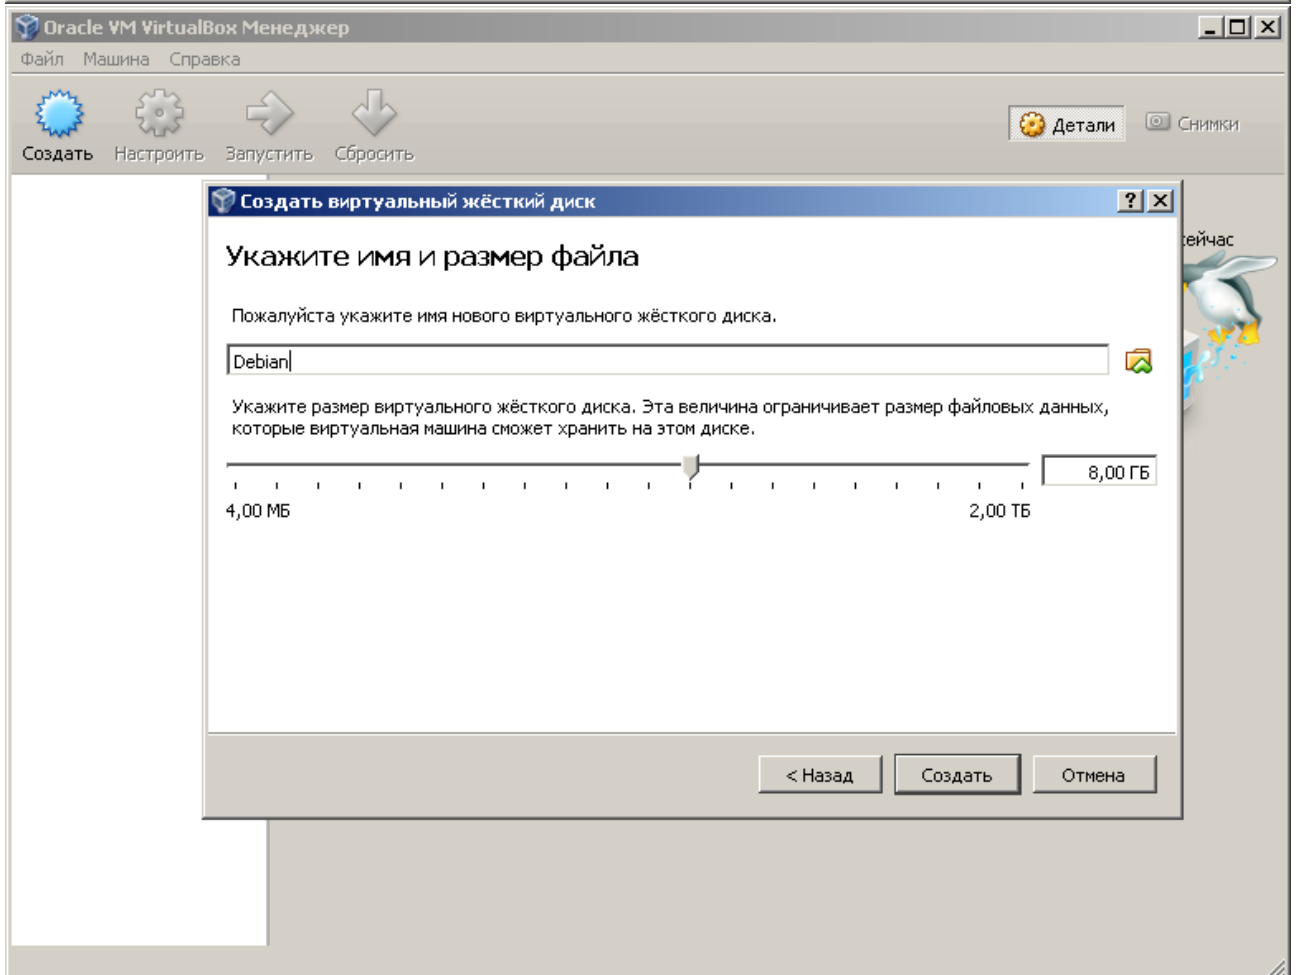 Oracle VM VirtualBox Менеджер
Файл Машина Справка
Создать Настроить Запустить Сбросить
Детали Снимки
Создать виртуальный жёсткий диск
сейчас
Укажите имя и размер файла
Пожалуйста укажите имя нового виртуального жёсткого диска.
Debian
Укажите размер виртуального жёсткого диска. Эта величина ограничивает размер файловых данных,
которые виртуальная машина сможет хранить на этом диске.
8,00 ГБ
4,00 МБ 2,00 ТБ
< Назад Создать Отмена